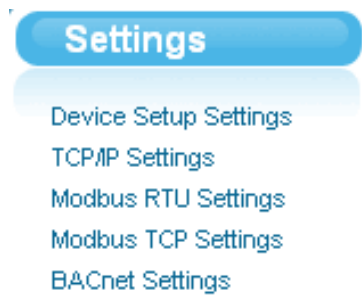 Settings
Device Setup Settings
TCP/IP Settings
Modbus RTU Settings
Modbus TCP Settings
BACnet Settings